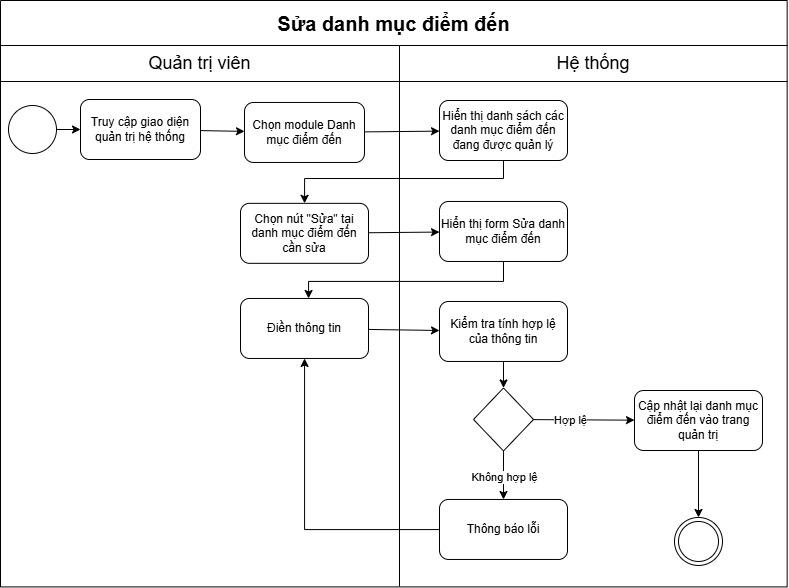 Sửa danh mục điểm đến
Quản trị viên
Hệ thống
Truy cập giao diện
quản trị hệ thống
Chọn module Danh
mục điểm đến
Hiển thị danh sách các
danh mục điểm đến
đang được quản lý
Chọn nút "Sửa" tại
danh mục điểm đến
cần sửa
Hiển thị form Sửa danh
mục điểm đến
Điền thông tin
Kiểm tra tính hợp lệ
của thông tin
Hợp lệ
Cập nhật lại danh mục
điểm đến vào trang
quản trị
Không hợp lệ
Thông báo lỗi